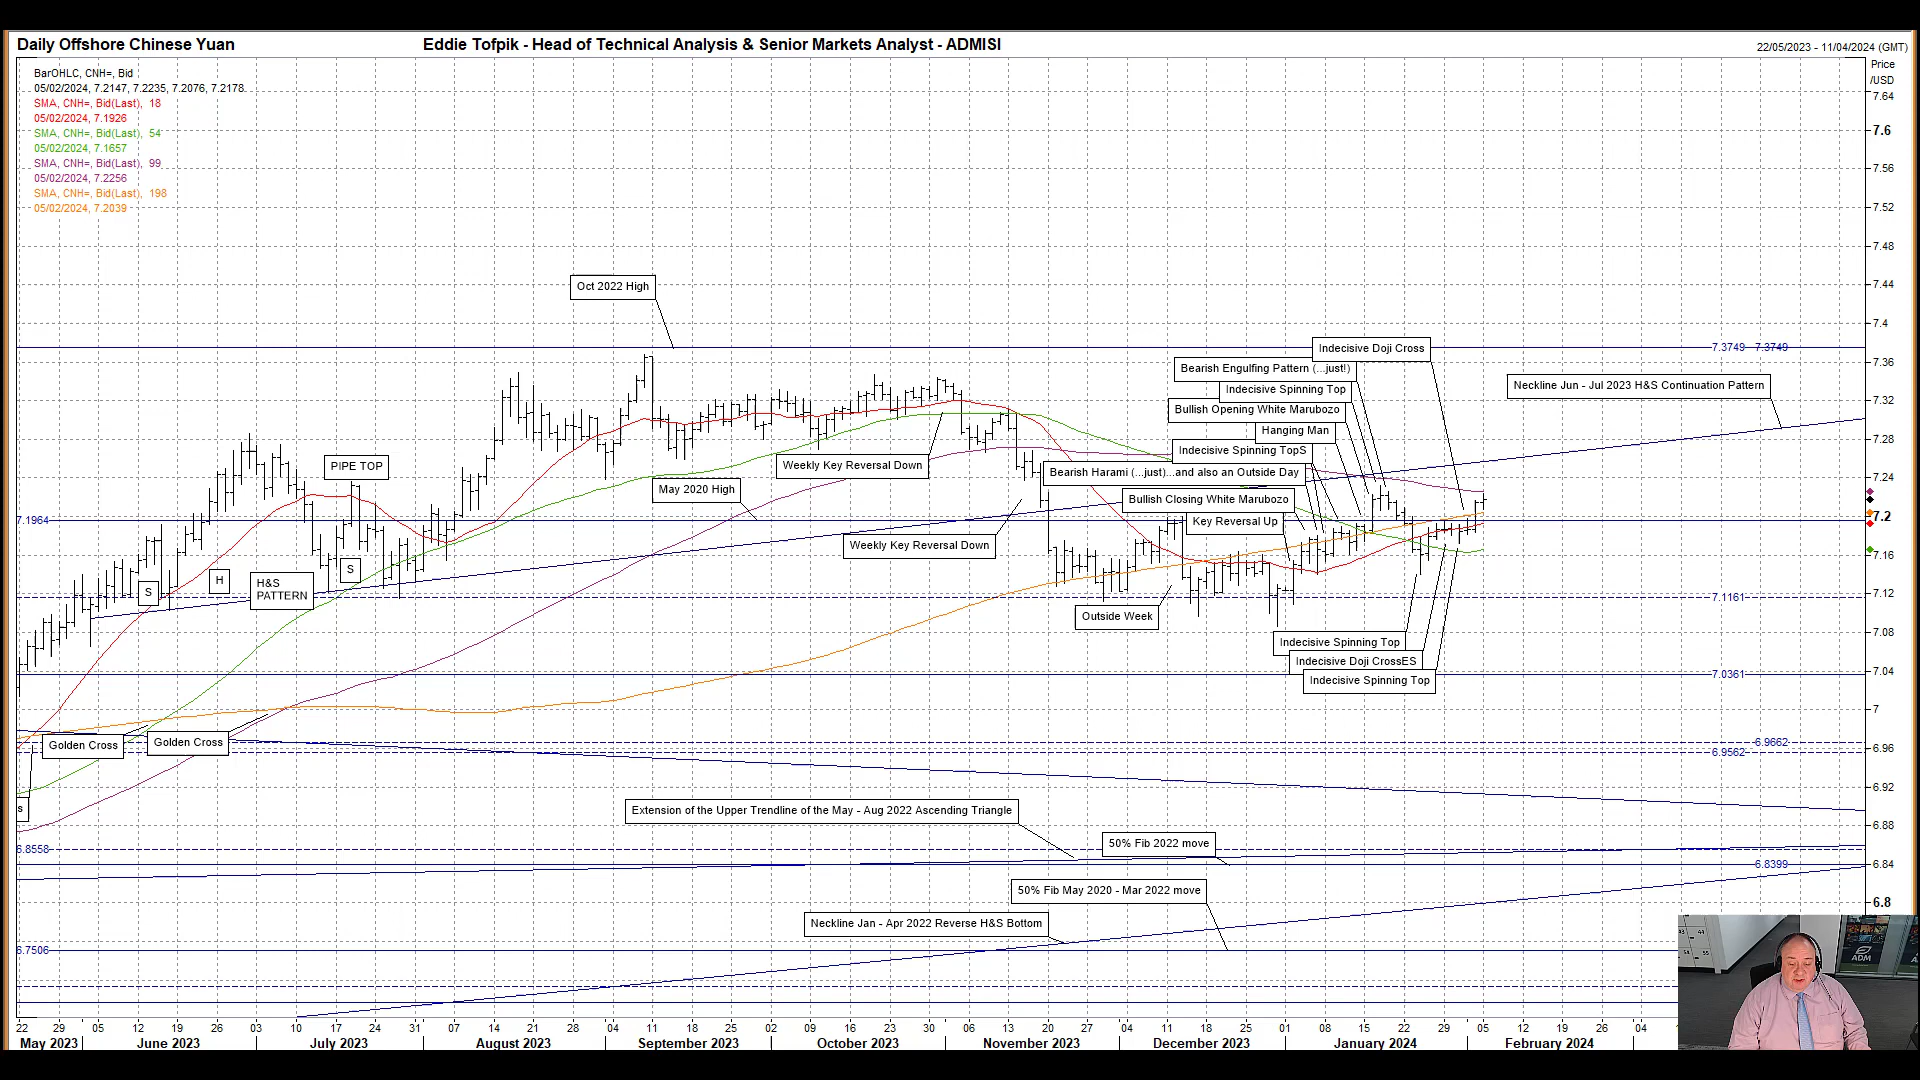 Daily Offshore Chinese Yuan
Eddie Tofpik - Head of Technical Analysis & Senior Markets Analyst - ADMISI
22/05/2023 - 11/04/2024 (GMT)
BarOHLC, CNH=, Bid
05/02/2024, 7.2147, 7.2235, 7.2076, 7.2178
SMA, CNH=, Bid(Last), 18
05/02/2024, 7.1926
SMA, CNH=, Bid(Last), 54
05/02/2024, 7.1657
SMA, CNH=, Bid(Last), 99
05/02/2024, 7.2256
SMA, CNH=, Bid(Last), 198
05/02/2024, 7.2039
Price
/USD
7.64
7.6
7.56
7.52
7.48
7.44
7.4
7.36
7.32
7.28
7.24
7.2
7.16
7.12
7.08
7.04
7
6.96
6.92
6.88
6.84
6.8
Oct 2022 High
7.3749 7.3749
Indecisive Doji Cross
Bearish Engulfing Pattern (...just!)
Indecisive Spinning Top
Bullish Opening White Marubozo
Hanging Man
Indecisive Spinning TopS
Bearish Harami (...just)...and also an Outside Day
Bullish Closing White Marubozo
Key Reversal Up
Neckline Jun - Jul 2023 H&S Continuation Pattern
PIPE TOP
Weekly Key Reversal Down
May 2020 High
7.1964
Weekly Key Reversal Down
S
H
H&S
PATTERN
S
7.1161
Outside Week
Indecisive Spinning Top
Indecisive Doji CrossES
Indecisive Spinning Top
7.0361
Golden Cross
Golden Cross
6.9662
6.9562
s
Extension of the Upper Trendline of the May - Aug 2022 Ascending Triangle
50% Fib 2022 move
6.8558
6.8399
50% Fib May 2020 - Mar 2022 move
Neckline Jan - Apr 2022 Reverse H&S Bottom
6.7506
ADM
22 29 05 12 19 26 03 10 17 24 31 07 14 21 28 04 11 18 25 02 09 16 23 30 06 13 20 27 04 11 18 25 01 08 15 22 29 05 12 19 26 04
May 2023 June 2023 July 2023 August 2023 September 2023 October 2023 November 2023 December 2023 January 2024 February 2024